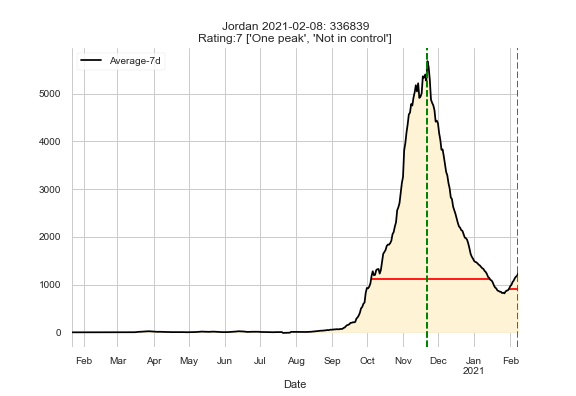 Jordan 2021-02-08: 336839
Rating:7 ['One peak', 'Not in control']
Average-7d
5000
4000
3000
2000
1000
0
Feb Mar Apr May Jun Jul Aug Sep Oct Nov Dec Jan Feb
2021
Date